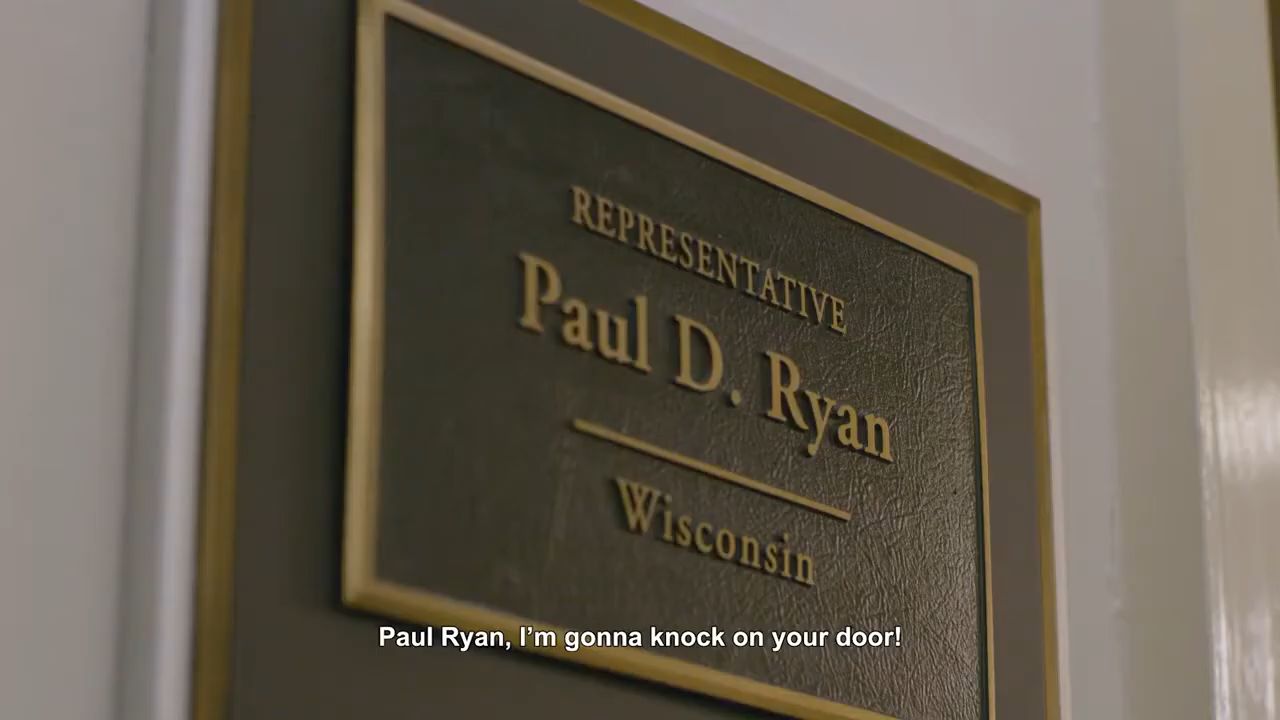 REPRESENTATIVE
Paul D. Ryan
Wisconsin
Paul Ryan, I'm gonna knock on your door!